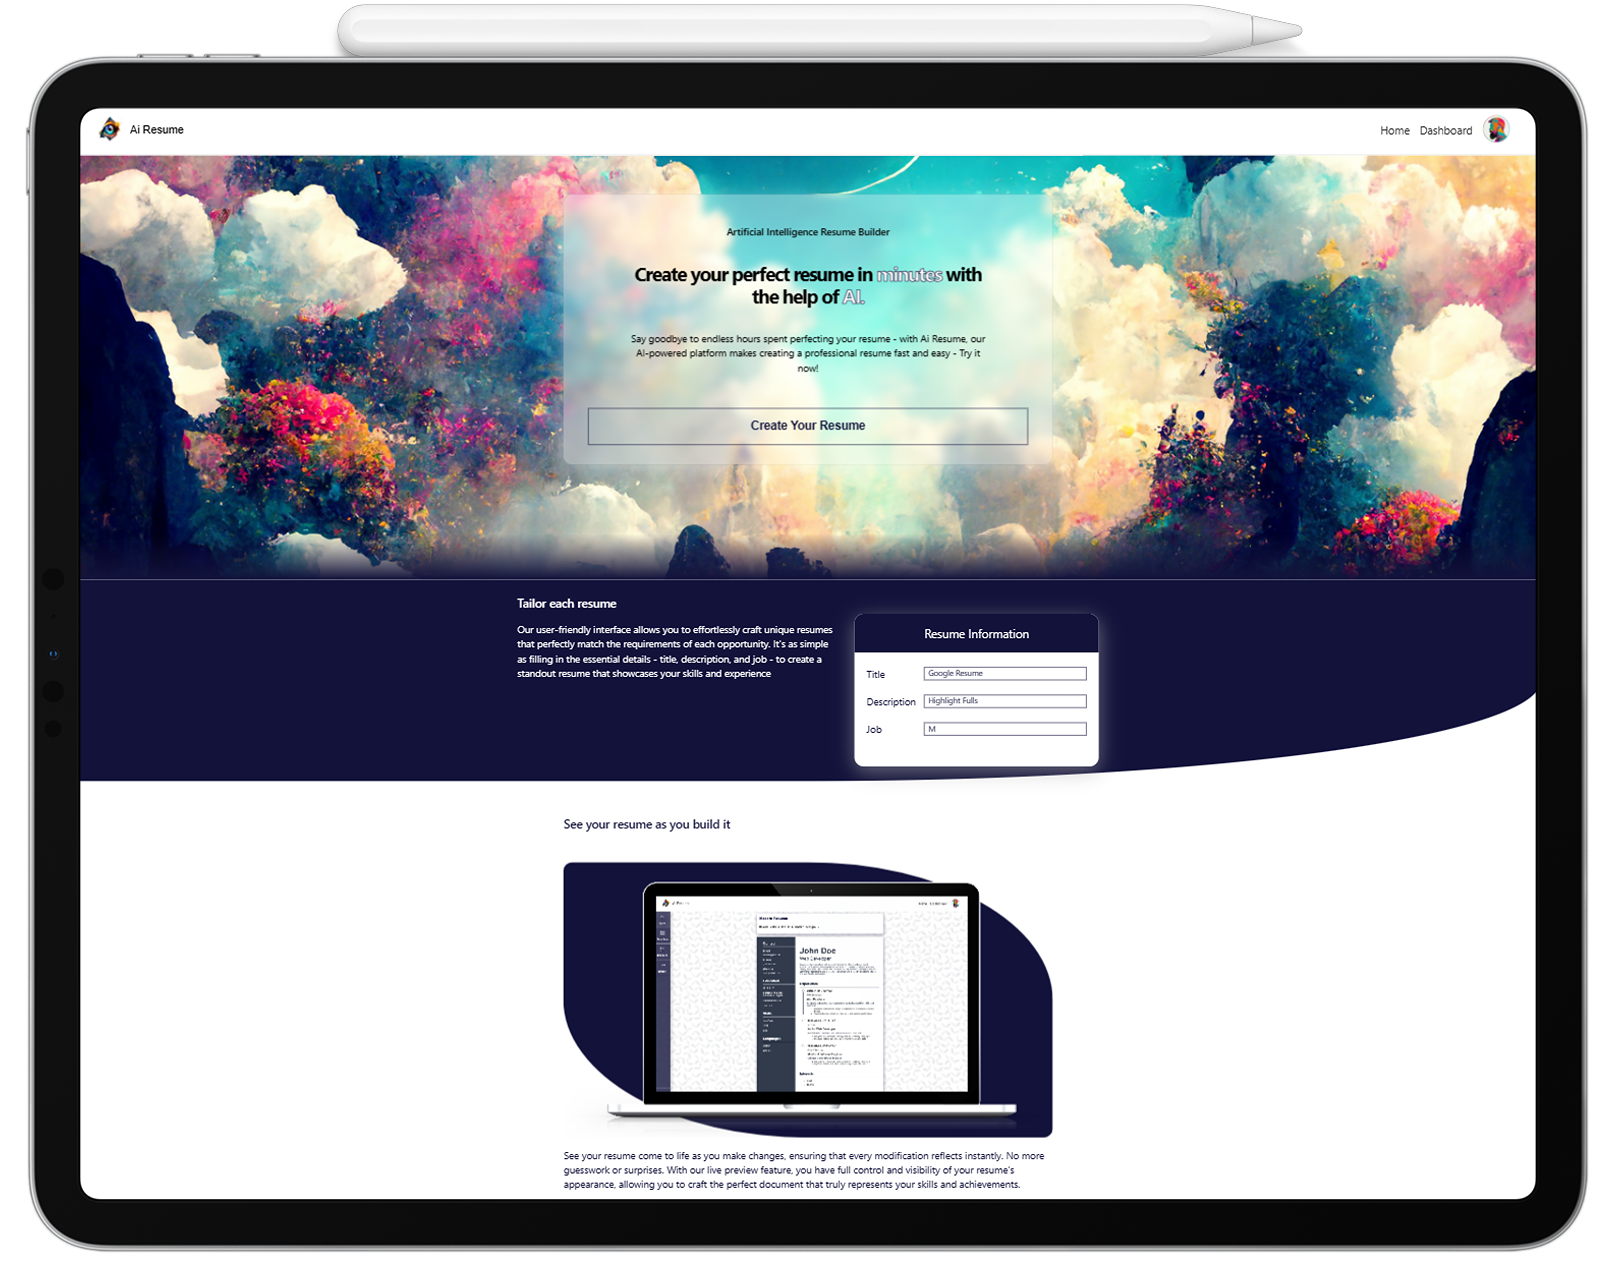 Ai Resume
Home Dashboard
Artificial Intelligence Resume Builder
Create your perfect resume in minutes with
the help of AI.
Say goodbye to endless hours spent perfecting your resume - with Ai Resume, our
AI-powered platform makes creating a professional resume fast and easy - Try it
now!
Create Your Resume
Tailor each resume
Our user-friendly interface allows you to effortlessly craft unique resumes
that perfectly match the requirements of each opportunity. It's as simple
as filling in the essential details - title, description, and job - to create a
standout resume that showcases your skills and experience
Resume Information
Title Google Resume
Description Highlight Fulls
Job M
See your resume as you build it
John Doe
Web Developer
See your resume come to life as you make changes, ensuring that every modification reflects instantly. No more
guesswork or surprises. With our live preview feature, you have full control and visibility of your resume's
appearance, allowing you to craft the perfect document that truly represents your skills and achievements.